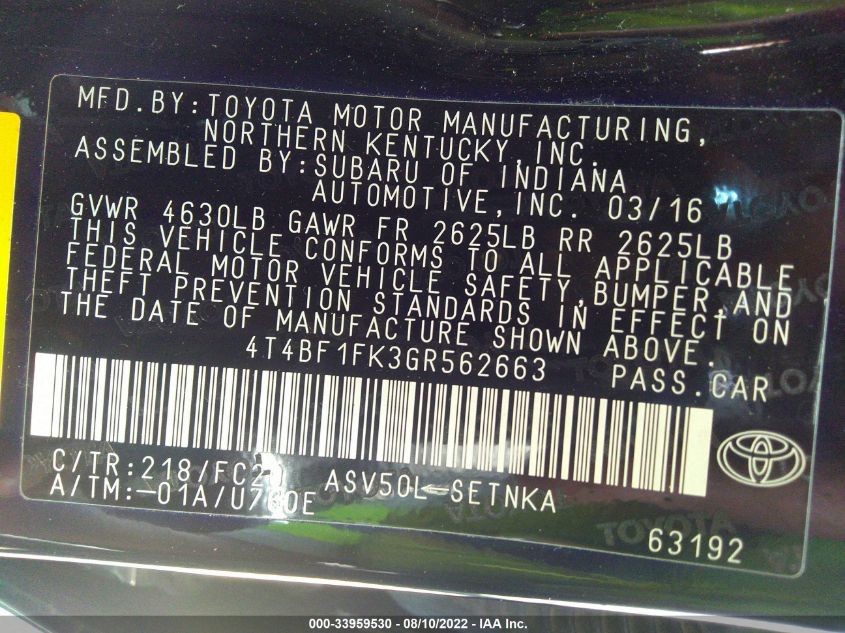 MFD.BY:TOYOTA MOTOR MANUFACTURING,
NORTHERN KENTUCKY,INC.
ASSEMBLED BY:SUBARU OF INDIANA
AUTOMOTIVE,INC. 03/16
GVWR 4630LB GAWR FR 2625LB RR 2625LB
THIS VEHICLE CONFORMS TO ALL APPLICABLE
FEDERAL MOTOR VEHICLE SAFETY,BUMPER,AND
THEFT PREVENTION STANDARDS IN EFFECT ON
THE DATE OF MANUFACTURE SHOWN ABOVE.
4T4BF1FK3GR562663 PASS.CAR
C/TR:218/FC20 ASV50L-SETNKA
A/TM:-01A/U760E
63192
000-33959530 - 08/10/2022 - IAA Inc.